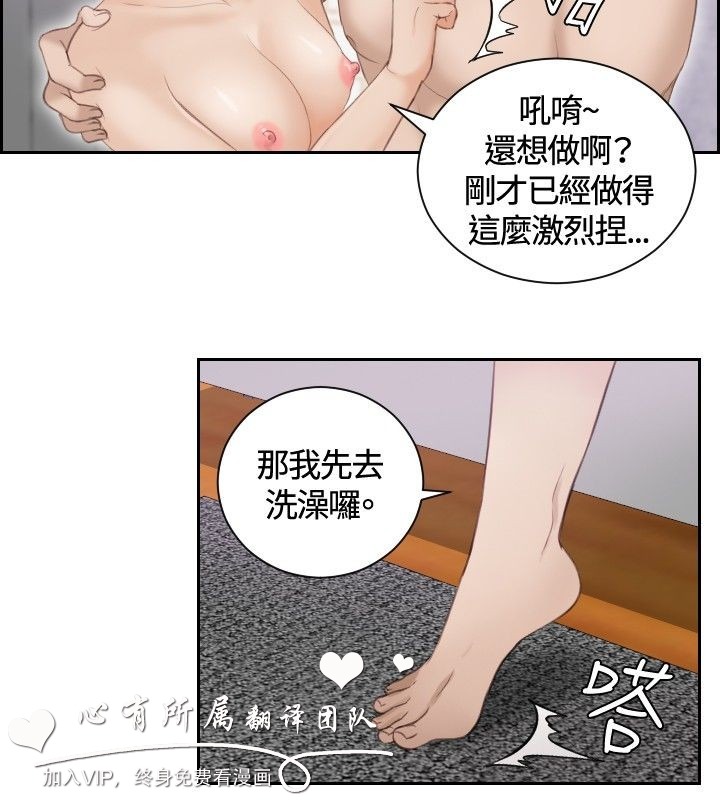 吼唷~
還想做啊?
剛才已經做得
這麼激烈捏...
那我先去
洗澡囉。
嗒
心有所属翻译团队
加入VIP，终身免费看漫画